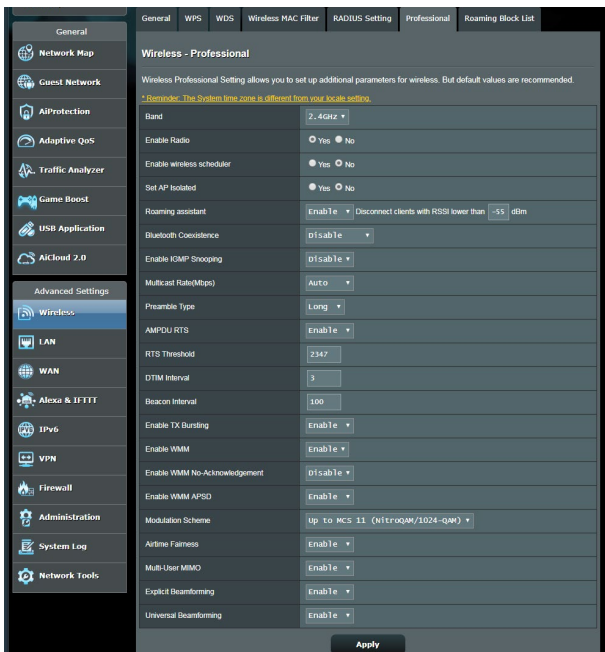 General
WPS
WDS
Wireless MAC Filter
RADIUS Setting
Professional
Roaming Block List
General
Network Map
Guest Network
AiProtection
Adaptive QoS
Traffic Analyzer
Game Boost
USB Application
AiCloud 2.0
Advanced Settings
Wireless
LAN
WAN
Alexa & IFTTT
IPv6
VPN
Firewall
Administration
System Log
Network Tools
Wireless - Professional
Wireless Professional Setting allows you to set up additional parameters for wireless. But default values are recommended.
* Reminder: The System time zone is different from your locale setting.
Band 2.4GHz
Enable Radio Yes No
Enable wireless scheduler Yes No
Set AP Isolated Yes No
Roaming assistant Enable Disconnect clients with RSSI lower than -55 dBm
Bluetooth Coexistence Disable
Enable IGMP Snooping Disable
Multicast Rate(Mbps) Auto
Preamble Type Long
AMPDU RTS Enable
RTS Threshold 2347
DTIM Interval 3
Beacon Interval 100
Enable TX Bursting Enable
Enable WMM Enable
Enable WMM No-Acknowledgement Disable
Enable WMM APSD Enable
Modulation Scheme Up to MCS 11 (NitroQAM/1024-QAM)
Airtime Fairness Enable
Multi-User MIMO Enable
Explicit Beamforming Enable
Universal Beamforming Enable
Apply